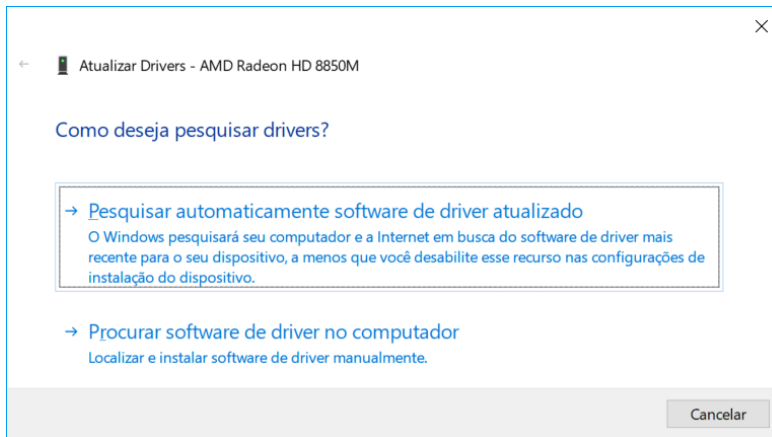 Atualizar Drivers - AMD Radeon HD 8850M
Como deseja pesquisar drivers?
Pesquisar automaticamente software de driver atualizado
O Windows pesquisará seu computador e a Internet em busca do software de driver mais
recente para o seu dispositivo, a menos que você desabilite esse recurso nas configurações de
instalação do dispositivo.
Procurar software de driver no computador
Localizar e instalar software de driver manualmente.
Cancelar